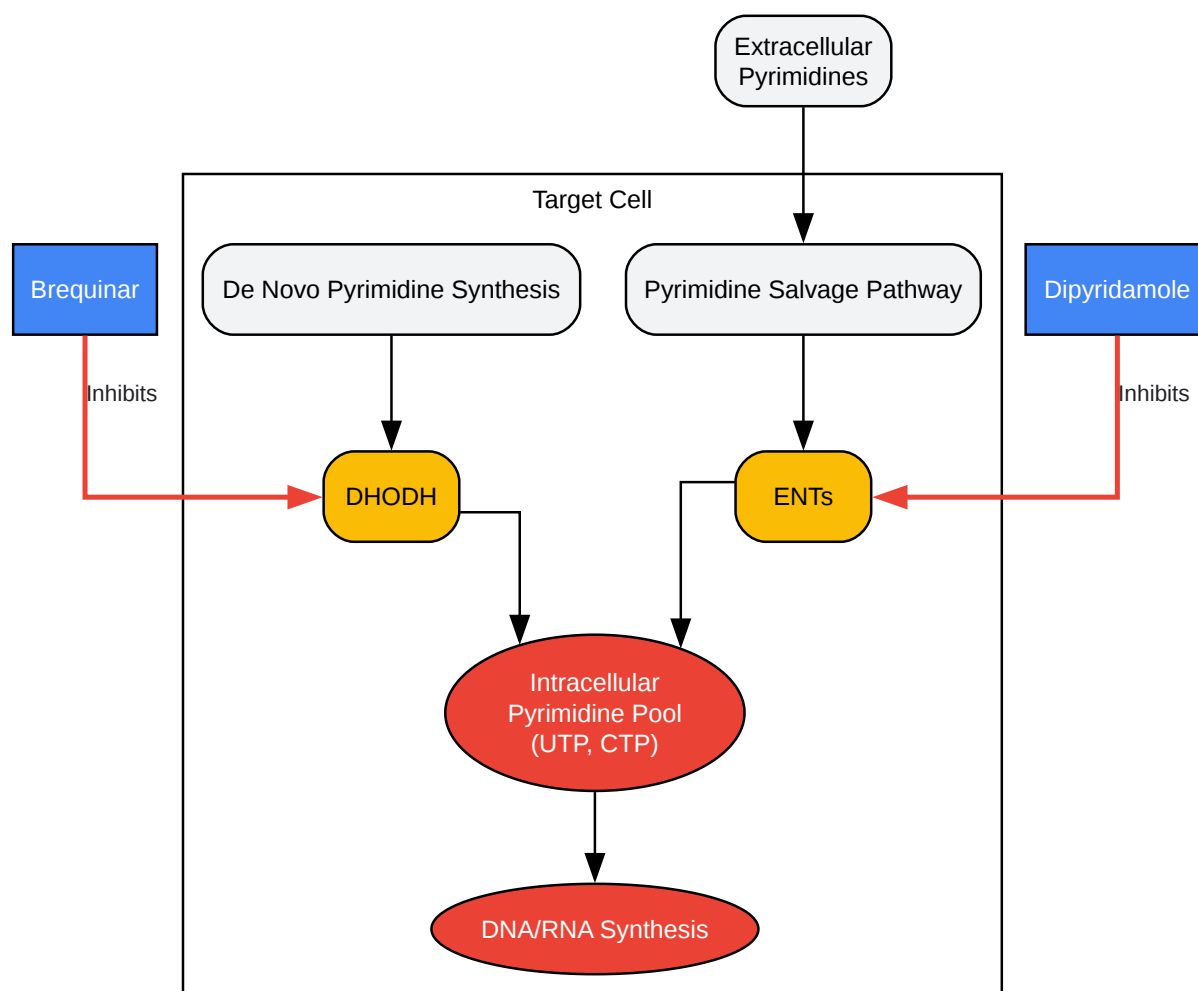 Extracellular
Pyrimidines
Target Cell
Brequinar
De Novo Pyrimidine Synthesis
Pyrimidine Salvage Pathway
Dipyridamole
Inhibits
Inhibits
DHODH
ENTs
Intracellular
Pyrimidine Pool
(UTP, CTP)
DNA/RNA Synthesis